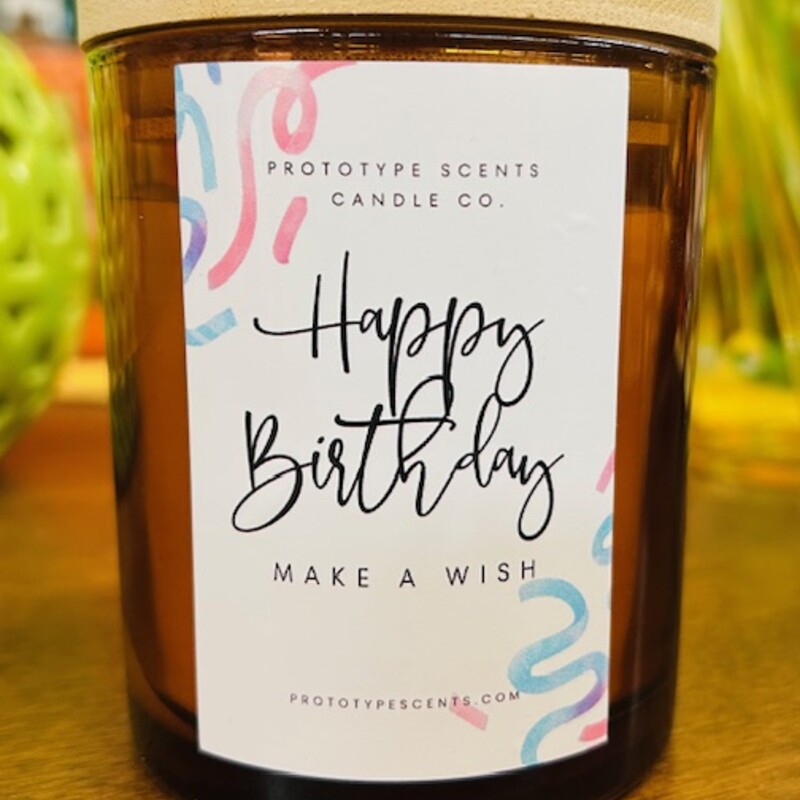 PROTOTYPE SCENTS
CANDLE CO.
Happy
Birthday
MAKE A WISH
PROTOTYPESCENTS.COM